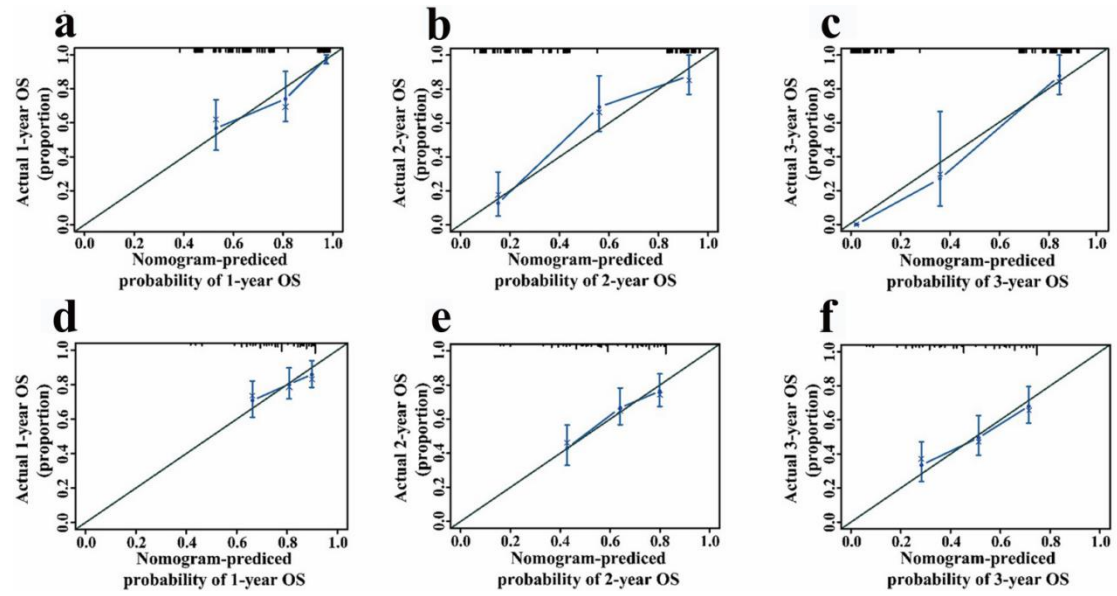 a
Actual 1-year OS
(proportion)
0.0 0.2 0.4 0.6 0.8 1.0
0.0 0.2 0.4 0.6 0.8 1.0
Nomogram-prediced
probability of 1-year OS
b
Actual 2-year OS
(proportion)
0.0 0.2 0.4 0.6 0.8 1.0
0.0 0.2 0.4 0.6 0.8 1.0
Nomogram-prediced
probability of 2-year OS
c
Actual 3-year OS
(proportion)
0.0 0.2 0.4 0.6 0.8 1.0
0.0 0.2 0.4 0.6 0.8 1.0
Nomogram-prediced
probability of 3-year OS
d
Actual 1-year OS
(proportion)
0.0 0.2 0.4 0.6 0.8 1.0
0.0 0.2 0.4 0.6 0.8 1.0
Nomogram-prediced
probability of 1-year OS
e
Actual 2-year OS
(proportion)
0.0 0.2 0.4 0.6 0.8 1.0
0.0 0.2 0.4 0.6 0.8 1.0
Nomogram-prediced
probability of 2-year OS
f
Actual 3-year OS
(proportion)
0.0 0.2 0.4 0.6 0.8 1.0
0.0 0.2 0.4 0.6 0.8 1.0
Nomogram-prediced
probability of 3-year OS